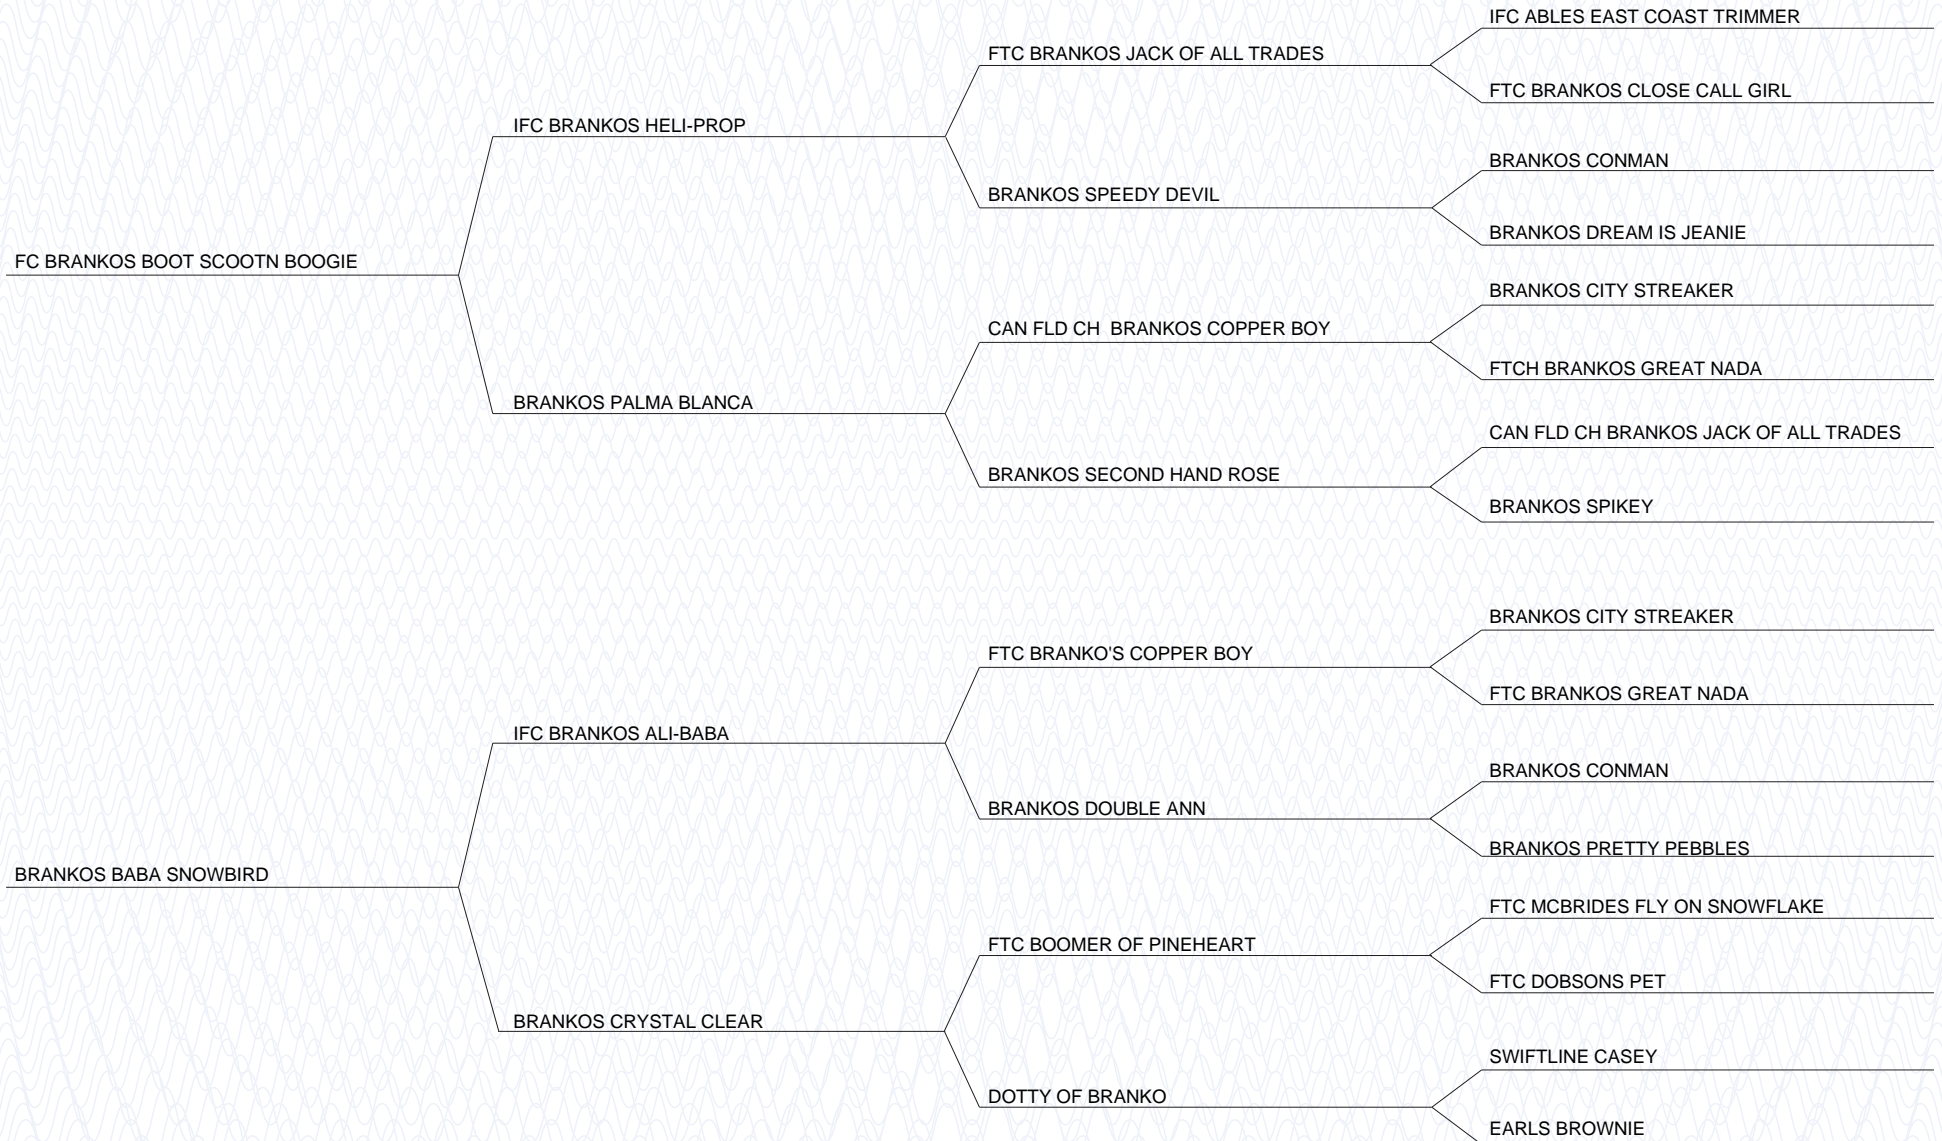 IFC ABLES EAST COAST TRIMMER
FTC BRANKOS JACK OF ALL TRADES
FTC BRANKOS CLOSE CALL GIRL
IFC BRANKOS HELI-PROP
BRANKOS CONMAN
BRANKOS SPEEDY DEVIL
BRANKOS DREAM IS JEANIE
FC BRANKOS BOOT SCOOTN BOOGIE
BRANKOS CITY STREAKER
CAN FLD CH  BRANKOS COPPER BOY
FTCH BRANKOS GREAT NADA
BRANKOS PALMA BLANCA
CAN FLD CH BRANKOS JACK OF ALL TRADES
BRANKOS SECOND HAND ROSE
BRANKOS SPIKEY
BRANKOS CITY STREAKER
FTC BRANKO'S COPPER BOY
FTC BRANKOS GREAT NADA
IFC BRANKOS ALI-BABA
BRANKOS CONMAN
BRANKOS DOUBLE ANN
BRANKOS PRETTY PEBBLES
BRANKOS BABA SNOWBIRD
FTC MCBRIDES FLY ON SNOWFLAKE
FTC BOOMER OF PINEHEART
FTC DOBSONS PET
BRANKOS CRYSTAL CLEAR
SWIFTLINE CASEY
DOTTY OF BRANKO
EARLS BROWNIE